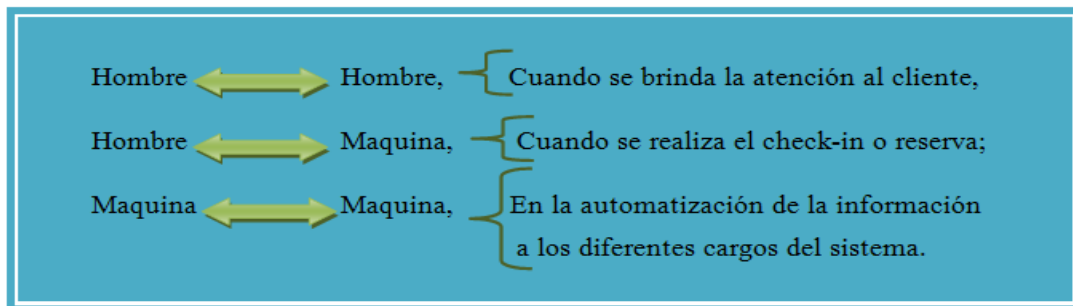 Hombre Hombre, Cuando se brinda la atención al cliente,
Hombre Maquina, Cuando se realiza el check-in o reserva;
Maquina Maquina, En la automatización de la información
a los diferentes cargos del sistema.